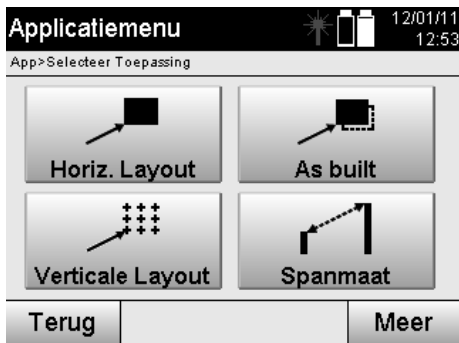 Applicatiemenu
12/01/11
12:53
App>Selecteer Toepassing
Horiz. Layout
As built
Verticale Layout
Spanmaat
Terug
Meer